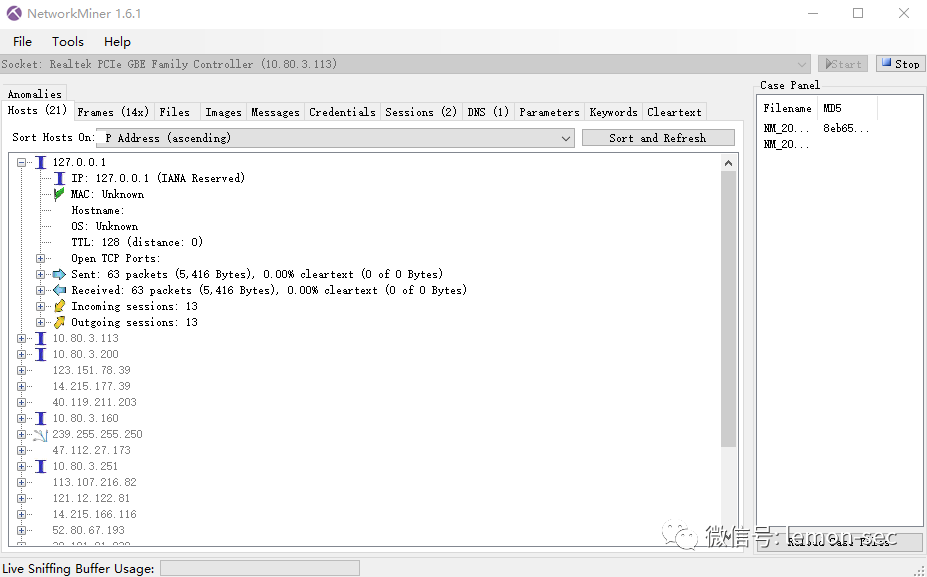 NetworkMiner 1.6.1
File Tools Help
Socket: Realtek PCIe GBE Family Controller (10.80.3.113)
Start
Stop
Anomalies
Hosts (21) Frames (14x) Files Images Messages Credentials Sessions (2) DNS (1) Parameters Keywords Cleartext
Sort Hosts On: P Address (ascending)
Sort and Refresh
127.0.0.1
IP: 127.0.0.1 (IANA Reserved)
MAC: Unknown
Hostname:
OS: Unknown
TTL: 128 (distance: 0)
Open TCP Ports:
Sent: 63 packets (5,416 Bytes), 0.00% cleartext (0 of 0 Bytes)
Received: 63 packets (5,416 Bytes), 0.00% cleartext (0 of 0 Bytes)
Incoming sessions: 13
Outgoing sessions: 13
10.80.3.113
10.80.3.200
123.151.78.39
14.215.177.39
40.119.211.203
10.80.3.160
239.255.255.250
47.112.27.173
10.80.3.251
113.107.216.82
121.12.122.81
14.215.166.116
52.80.67.193
Case Panel
Filename MD5
NM_20... 8eb65...
NM_20...
Reload Case Files
微信号: lemon-sec
Live Sniffing Buffer Usage: